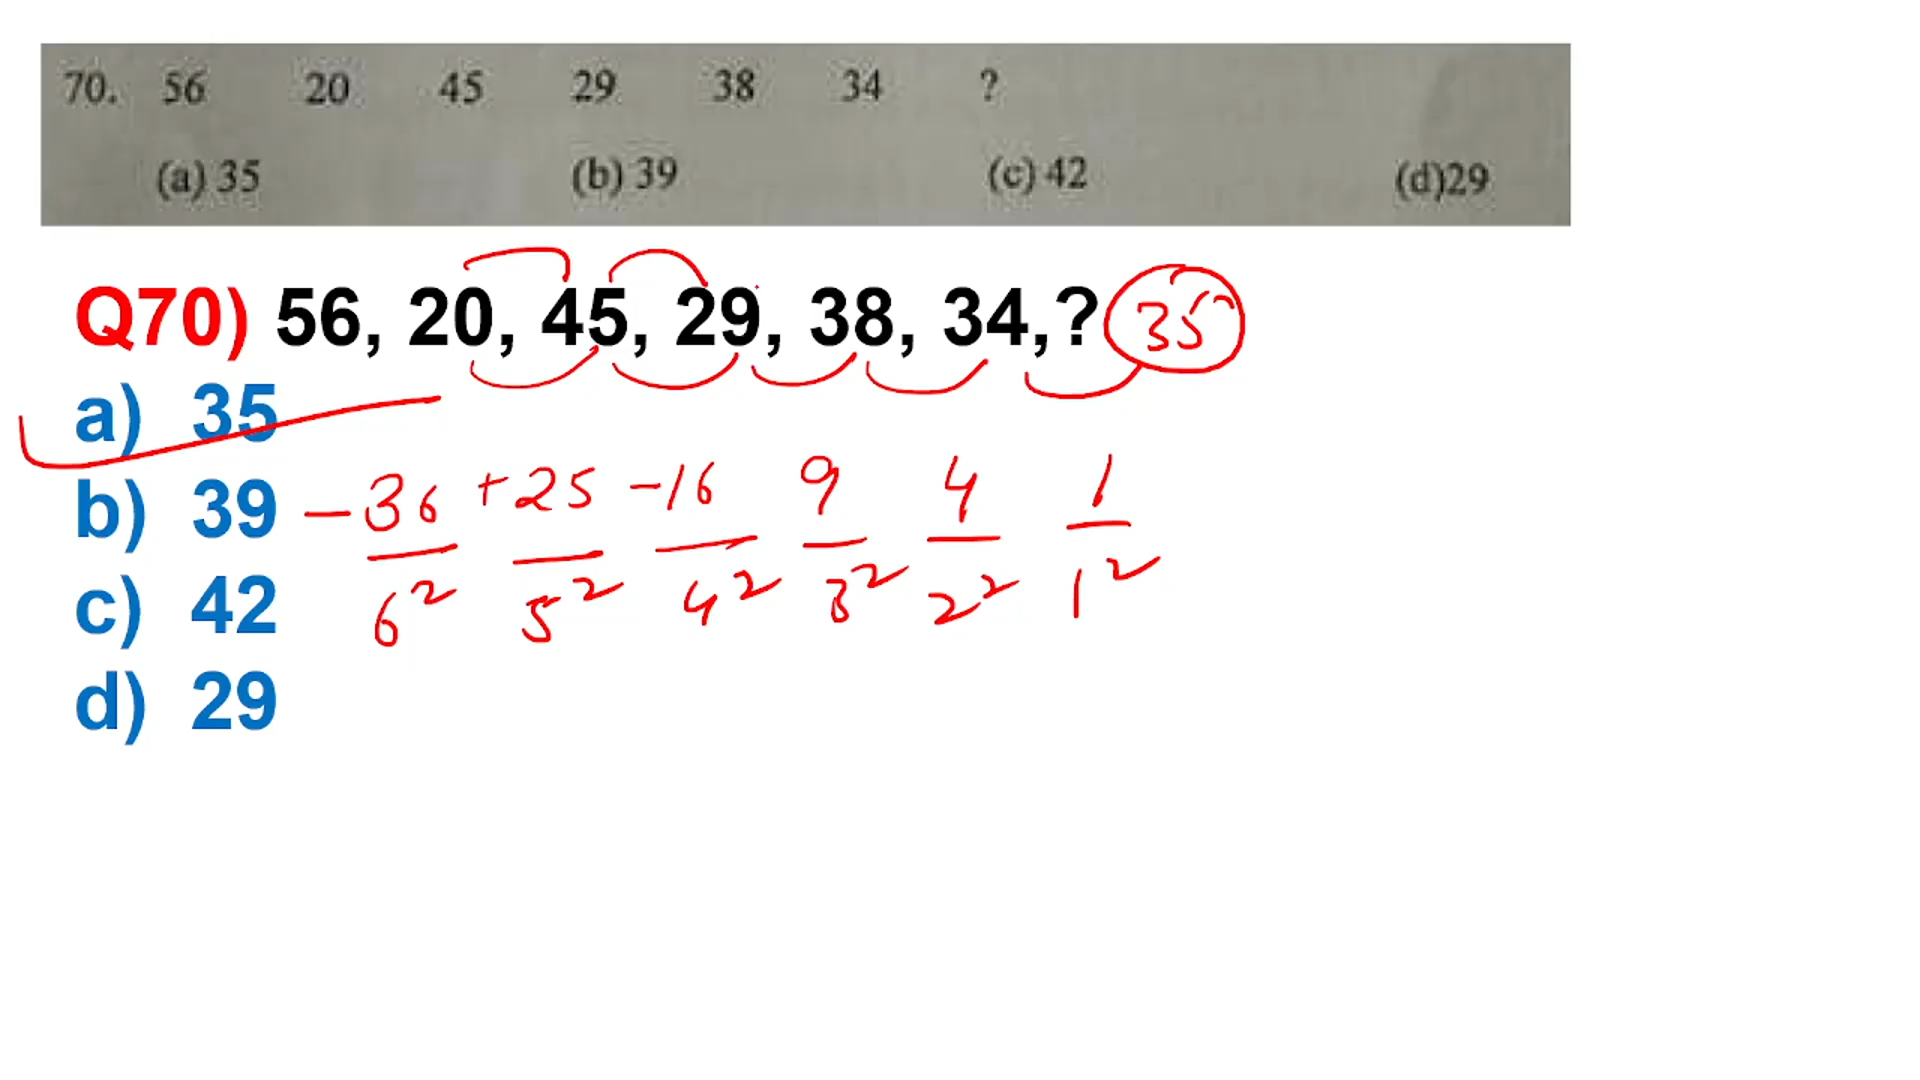 70. 56 20 45 29 38 34 ?
(a) 35 (b) 39 (c) 42 (d)29
Q70) 56, 20, 45, 29, 38, 34,? 35
a) 35
b) 39
c) 42
d) 29
-36 +25 -16 9 4 1
6² 5² 4² 3² 2² 1²